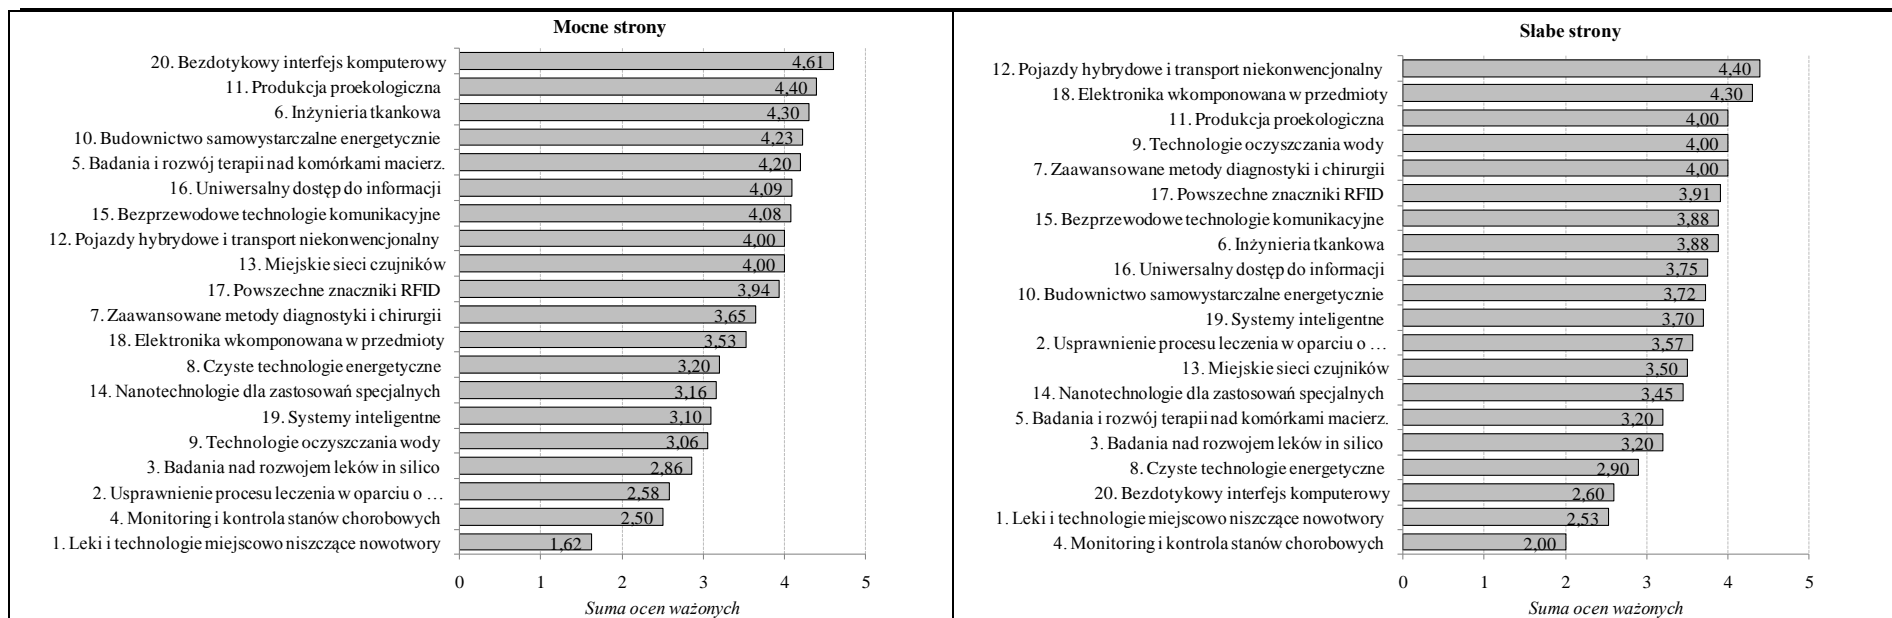 Mocne strony
20. Bezdotykowy interfejs komputerowy 4,61
11. Produkcja proekologiczna 4,40
6. Inżynieria tkankowa 4,30
10. Budownictwo samowystarczalne energetycznie 4,23
5. Badania i rozwój terapii nad komórkami macierz. 4,20
16. Uniwersalny dostęp do informacji 4,09
15. Bezprzewodowe technologie komunikacyjne 4,08
12. Pojazdy hybrydowe i transport niekonwencjonalny 4,00
13. Miejskie sieci czujników 4,00
17. Powszechne znaczniki RFID 3,94
7. Zaawansowane metody diagnostyki i chirurgii 3,65
18. Elektronika wkomponowana w przedmioty 3,53
8. Czyste technologie energetyczne 3,20
14. Nanotechnologie dla zastosowań specjalnych 3,16
19. Systemy inteligentne 3,10
9. Technologie oczyszczania wody 3,06
3. Badania nad rozwojem leków in silico 2,86
2. Usprawnienie procesu leczenia w oparciu o … 2,58
4. Monitoring i kontrola stanów chorobowych 2,50
1. Leki i technologie miejscowo niszczące nowotwory 1,62
0 1 2 3 4 5
Suma ocen ważonych
Słabe strony
12. Pojazdy hybrydowe i transport niekonwencjonalny 4,40
18. Elektronika wkomponowana w przedmioty 4,30
11. Produkcja proekologiczna 4,00
9. Technologie oczyszczania wody 4,00
7. Zaawansowane metody diagnostyki i chirurgii 4,00
17. Powszechne znaczniki RFID 3,91
15. Bezprzewodowe technologie komunikacyjne 3,88
6. Inżynieria tkankowa 3,88
16. Uniwersalny dostęp do informacji 3,75
10. Budownictwo samowystarczalne energetycznie 3,72
19. Systemy inteligentne 3,70
2. Usprawnienie procesu leczenia w oparciu o … 3,57
13. Miejskie sieci czujników 3,50
14. Nanotechnologie dla zastosowań specjalnych 3,45
5. Badania i rozwój terapii nad komórkami macierz. 3,20
3. Badania nad rozwojem leków in silico 3,20
8. Czyste technologie energetyczne 2,90
20. Bezdotykowy interfejs komputerowy 2,60
1. Leki i technologie miejscowo niszczące nowotwory 2,53
4. Monitoring i kontrola stanów chorobowych 2,00
0 1 2 3 4 5
Suma ocen ważonych